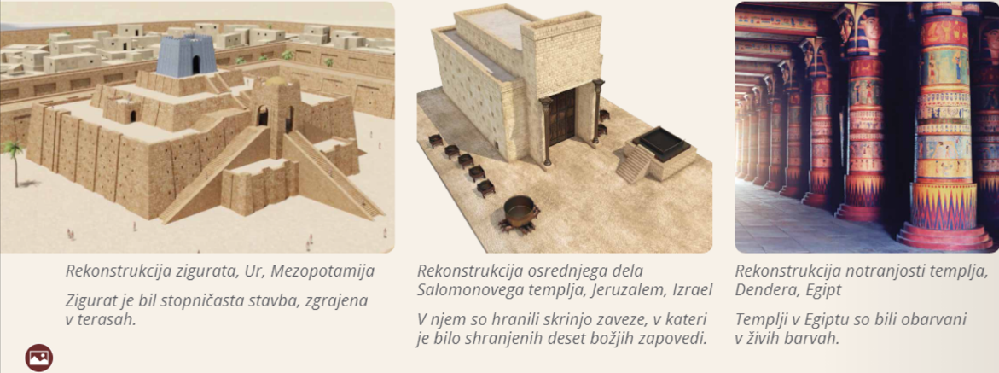 Rekonstrukcija zigurata, Ur, Mezopotamija
Zigurat je bil stopničasta stavba, zgrajena
v terasah.
Rekonstrukcija osrednjega dela
Salomonovega templja, Jeruzalem, Izrael
V njem so hranili skrinjo zaveze, v kateri
je bilo shranjenih deset božjih zapovedi.
Rekonstrukcija notranjosti templja,
Dendera, Egipt
Templji v Egiptu so bili obarvani
v živih barvah.